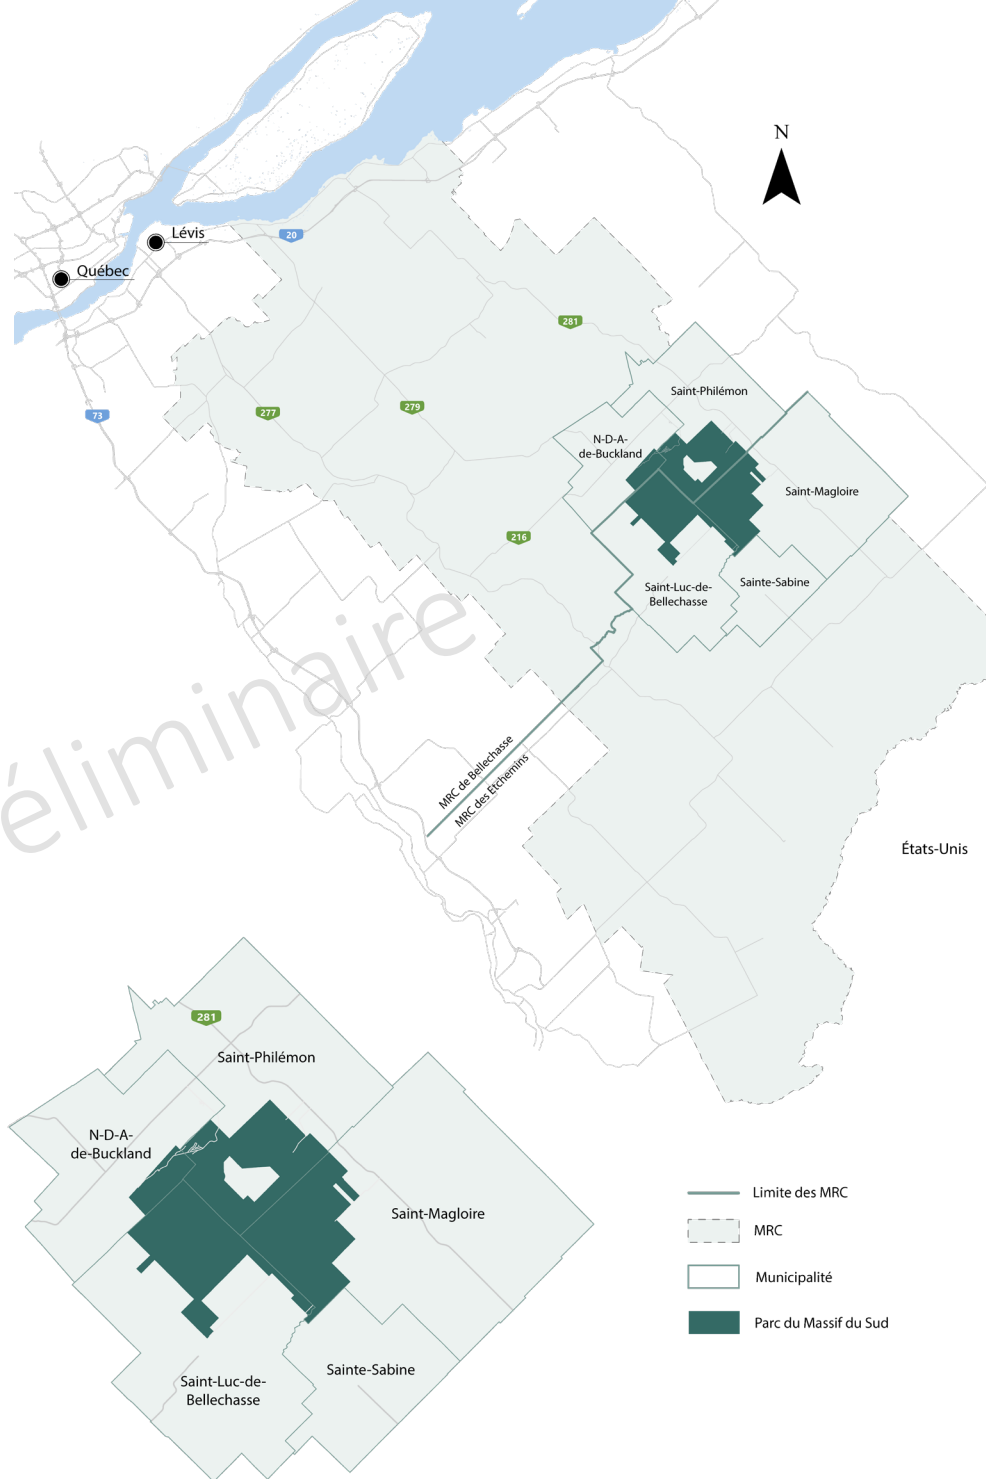 N
Lévis
20
Québec
281
Saint-Philémon
73
277
279
N-D-A-
de-Buckland
Saint-Magloire
216
Sainte-Sabine
Saint-Luc-de-
Bellechasse
éliminaire
MRC de Bellechasse
MRC des Etchemins
États-Unis
281
Saint-Philémon
N-D-A-
de-Buckland
Saint-Magloire
Sainte-Sabine
Saint-Luc-de-
Bellechasse
Limite des MRC
MRC
Municipalité
Parc du Massif du Sud